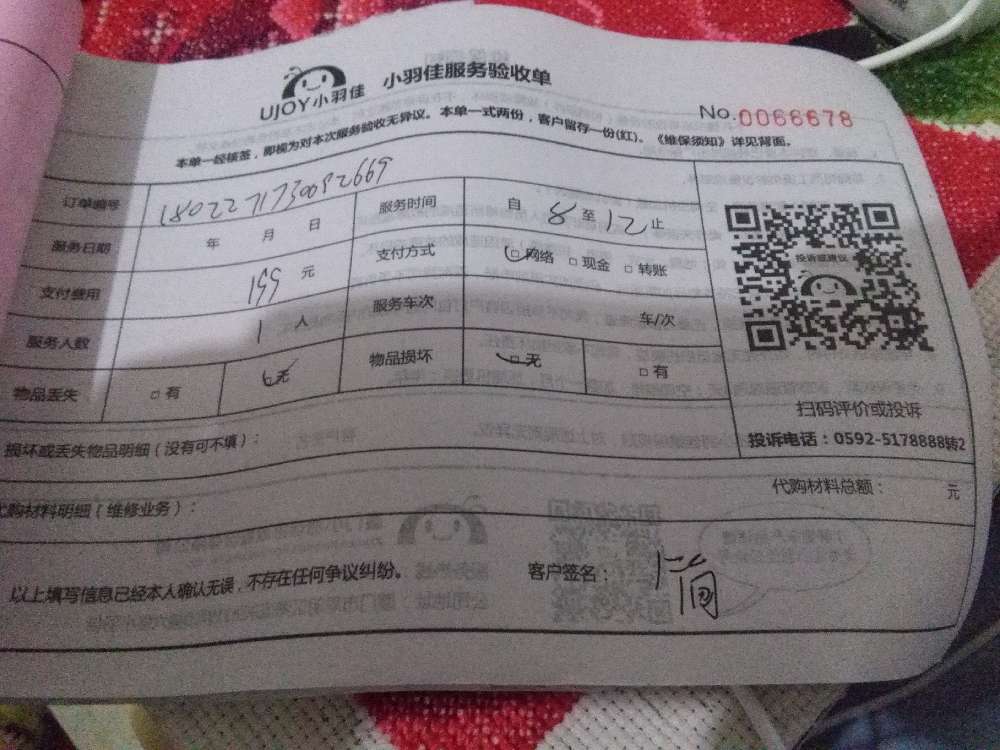 UJOY小羽佳 小羽佳服务验收单
No.0066678
本单一经核签，即视为对本次服务验收无异议。本单一式两份，客户留存一份(红)。《维保须知》详见背面。
订单编号 1802271730092669 服务时间 自 8 至 12 止
服务日期 年 月 日 支付方式 □网络 □现金 □转账
支付费用 199 元 服务车次 车/次
服务人数 1 人 物品损坏 □无 □有
物品丢失 □有 无
投诉或建议
扫码评价或投诉
投诉电话：0592-5178888转2
损坏或丢失物品明细（没有可不填）：
代购材料明细（维修业务）： 代购材料总额： 元
以上填写信息已经本人确认无误，不存在任何争议纠纷。 客户签名：